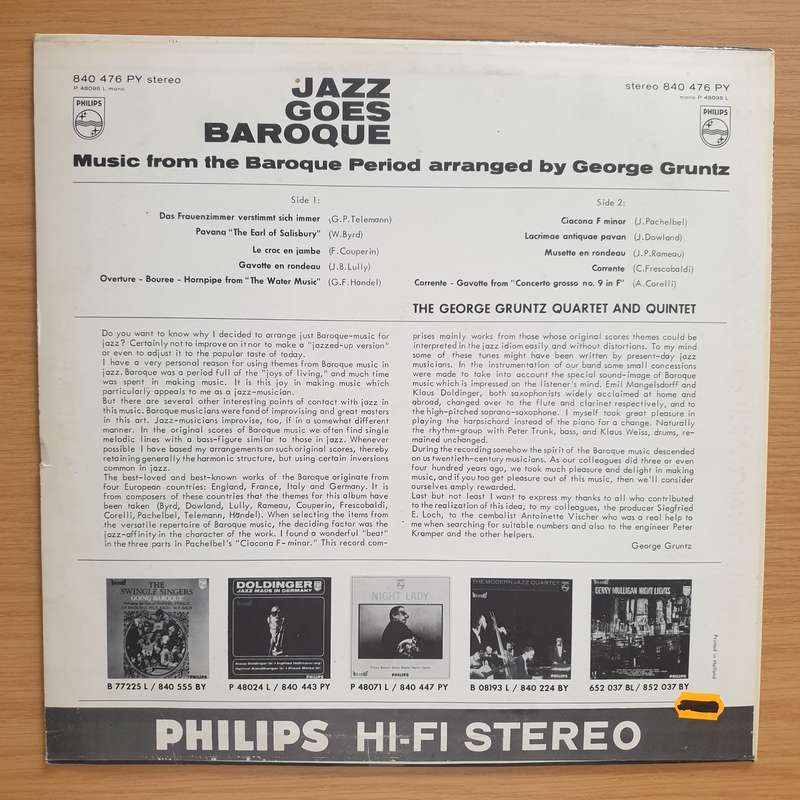 840 476 PY stereo
P 48098 L mono
PHILIPS
JAZZ
GOES
BAROQUE
stereo 840 476 PY
mono P 48098 L
PHILIPS
Music from the Baroque Period arranged by George Gruntz
Side 1:
Das Frauenzimmer verstimmt sich immer (G.P.Telemann)
Pavana "The Earl of Salisbury" (W.Byrd)
Le croc en jambe (F.Couperin)
Gavotte en rondeau (J.B.Lully)
Overture - Bouree - Hornpipe from "The Water Music" (G.F.Handel)
Side 2:
Ciacona F minor (J.Pachelbel)
Lacrimae antiquae pavan (J.Dowland)
Musette en rondeau (J.P.Rameau)
Corrente (C.Frescobaldi)
Corrente - Gavotte from "Concerto grosso no. 9 in F" (A.Corelli)
THE GEORGE GRUNTZ QUARTET AND QUINTET
Do you want to know why I decided to arrange just Baroque-music for
jazz? Certainly not to improve on it nor to make a "jazzed-up version"
or even to adjust it to the popular taste of today.
I have a very personal reason for using themes from Baroque music in
jazz. Baroque was a period full of the "joys of living," and much time
was spent in making music. It is this joy in making music which
particularly appeals to me as a jazz-musician.
But there are several other interesting points of contact with jazz in
this music. Baroque musicians were fond of improvising and great masters
in this art. Jazz-musicians improvise, too, if in a somewhat different
manner. In the original scores of Baroque music we often find single
melodic lines with a bass-figure similar to those in jazz. Whenever
possible I have based my arrangements on such original scores, thereby
retaining generally the harmonic structure, but using certain inversions
common in jazz.
The best-loved and best-known works of the Baroque originate from
four European countries: England, France, Italy and Germany. It is
from composers of these countries that the themes for this album have
been taken (Byrd, Dowland, Lully, Rameau, Couperin, Frescobaldi,
Corelli, Pachelbel, Telemann, Händel). When selecting the items from
the versatile repertoire of Baroque music, the deciding factor was the
jazz-affinity in the character of the work. I found a wonderful "beat"
in the three parts in Pachelbel's "Ciacona F-minor." This record com-
prises mainly works from those whose original scores themes could be
interpreted in the jazz idiom easily and without distortions. To my mind
some of these tunes might have been written by present-day jazz
musicians. In the instrumentation of our band some small concessions
were made to take into account the special sound-image of Baroque
music which is impressed on the listener's mind. Emil Mangelsdorff and
Klaus Doldinger, both saxophonists widely acclaimed at home and
abroad, changed over to the flute and clarinet respectively, and to
the high-pitched soprano-saxophone. I myself took great pleasure in
playing the harpsichord instead of the piano for a change. Naturally
the rhythm-group with Peter Trunk, bass, and Klaus Weiss, drums, re-
mained unchanged.
During the recording somehow the spirit of the Baroque music descended
on us twentieth-century musicians. As our colleagues did three or even
four hundred years ago, we took much pleasure and delight in making
music, and if you too get pleasure out of this music, then we'll consider
ourselves amply rewarded.
Last but not least I want to express my thanks to all who contributed
to the realization of this idea, to my colleagues, the producer Siegfried
E. Loch, to the cembalist Antoinette Vischer who was a real help to
me when searching for suitable numbers and also to the engineer Peter
Kramper and the other helpers.
George Gruntz
THE
SWINGLE SINGERS
GOING BAROQUE
DOLDINGER
JAZZ MADE IN GERMANY
NIGHT LADY
THE MODERN JAZZ QUARTET
GERRY MULLIGAN NIGHT LIGHTS
B 77225 L / 840 555 BY
P 48024 L / 840 443 PY
P 48071 L / 840 447 PY
B 08193 L / 840 224 BY
652 037 BL / 852 037 BY
Printed in Holland
PHILIPS HI-FI STEREO